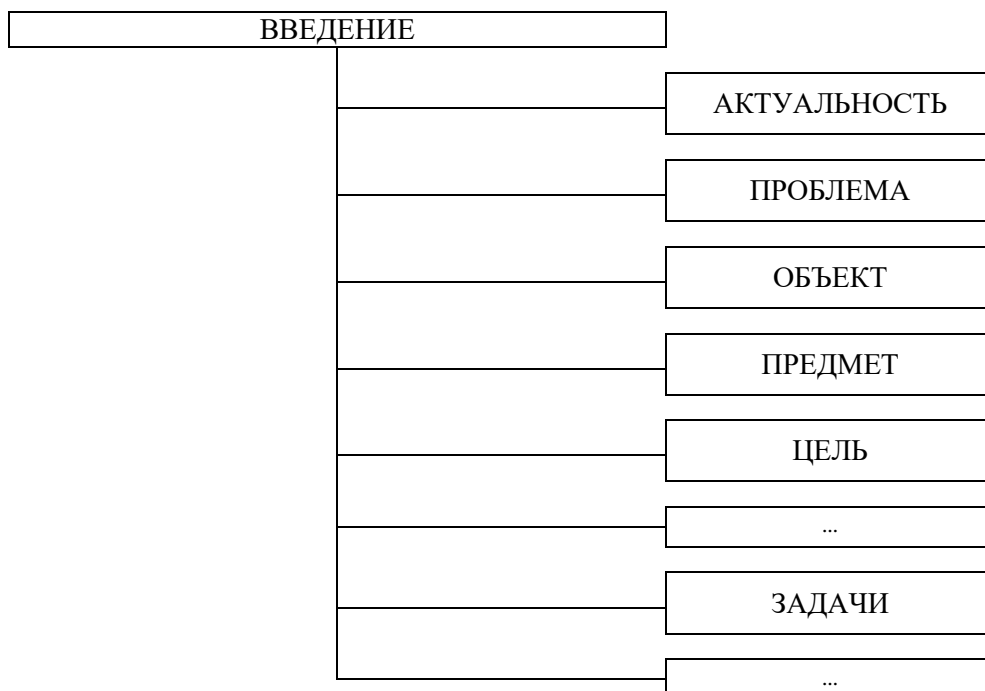 ВВЕДЕНИЕ
АКТУАЛЬНОСТЬ
ПРОБЛЕМА
ОБЪЕКТ
ПРЕДМЕТ
ЦЕЛЬ
...
ЗАДАЧИ
...